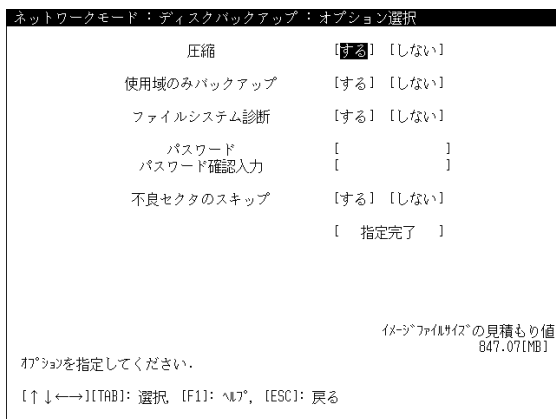 ネットワークモード：ディスクバックアップ：オプション選択
圧縮 [する] [しない]
使用域のみバックアップ [する] [しない]
ファイルシステム診断 [する] [しない]
パスワード [ ]
パスワード確認入力 [ ]
不良セクタのスキップ [する] [しない]
[ 指定完了 ]
ｲﾒｰｼﾞﾌｧｲﾙｻｲｽﾞの見積もり値
847.07[MB]
ｵﾌﾟｼｮﾝを指定してください.
[↑↓←→][TAB]: 選択, [F1]: ﾍﾙﾌﾟ, [ESC]: 戻る